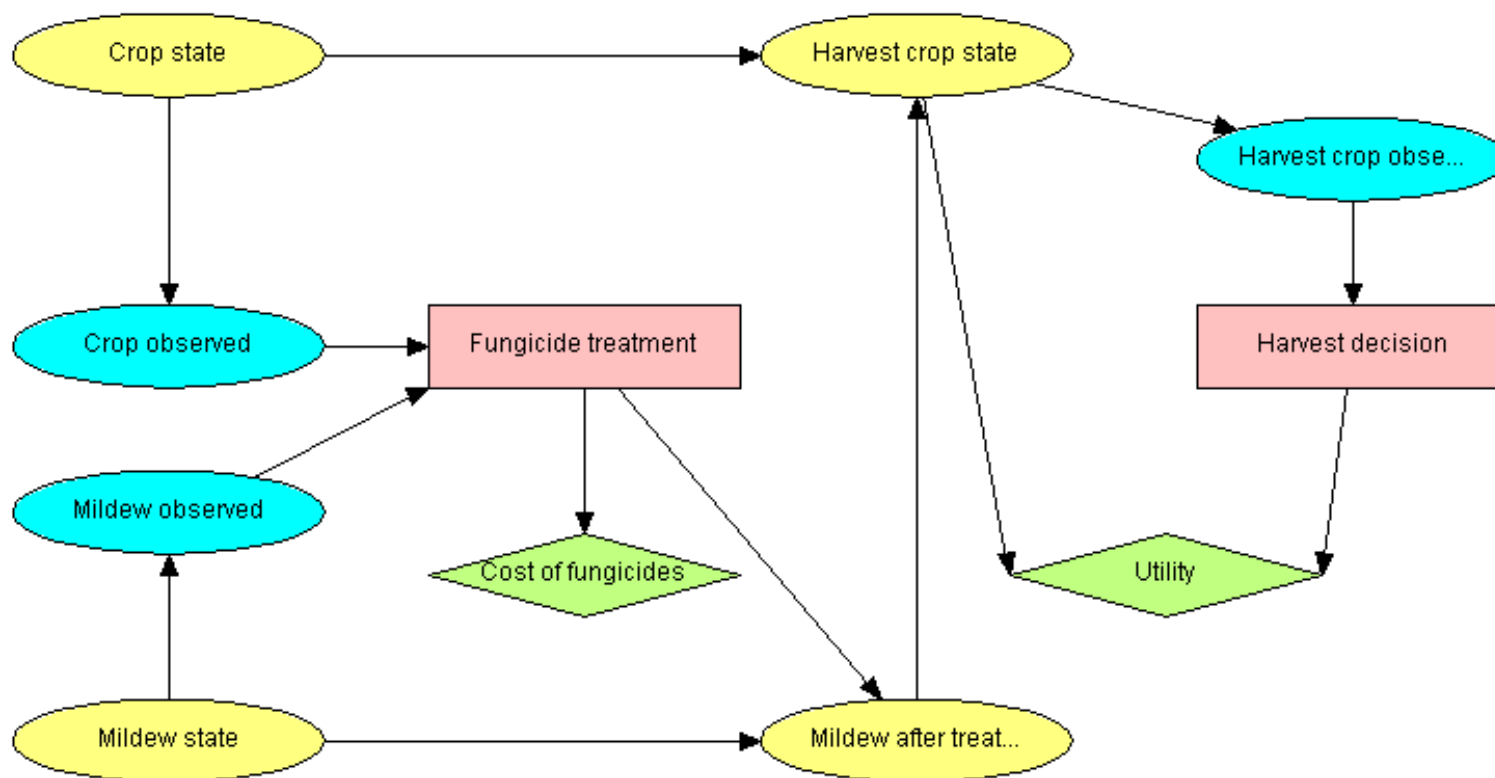 Crop state
Harvest crop state
Harvest crop obse...
Crop observed
Fungicide treatment
Harvest decision
Mildew observed
Cost of fungicides
Utility
Mildew state
Mildew after treat...